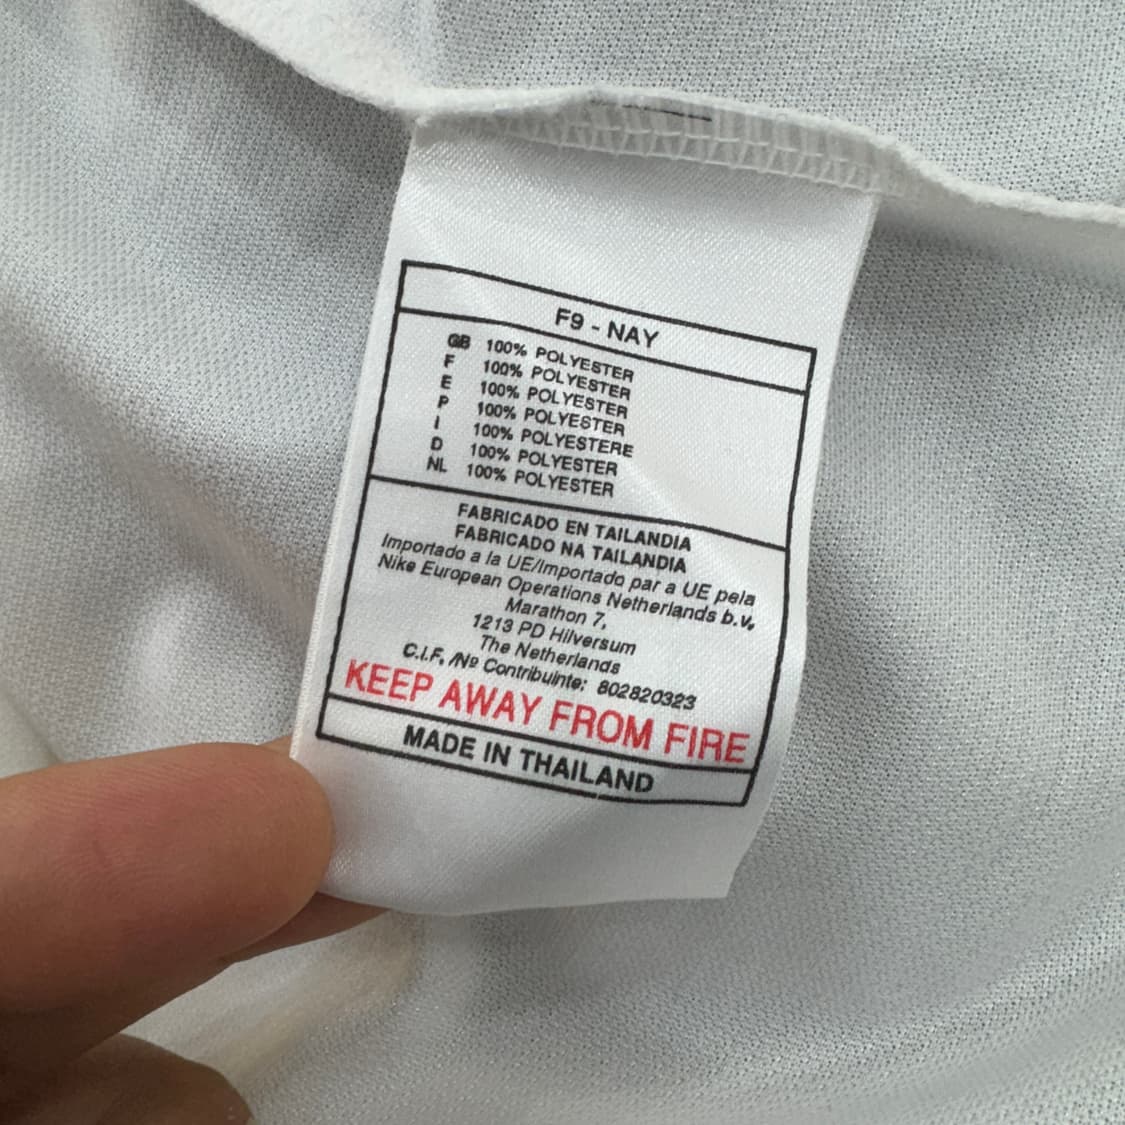 F9 - NAY
GB 100% POLYESTER
F 100% POLYESTER
E 100% POLYESTER
P 100% POLYESTER
I 100% POLYESTERE
D 100% POLYESTER
NL 100% POLYESTER
FABRICADO EN TAILANDIA
FABRICADO NA TAILANDIA
Importado a la UE/Importado par a UE pela
Nike European Operations Netherlands b.v.
Marathon 7,
1213 PD Hilversum
The Netherlands
C.I.F. /Nº Contribuinte: 802820323
KEEP AWAY FROM FIRE
MADE IN THAILAND